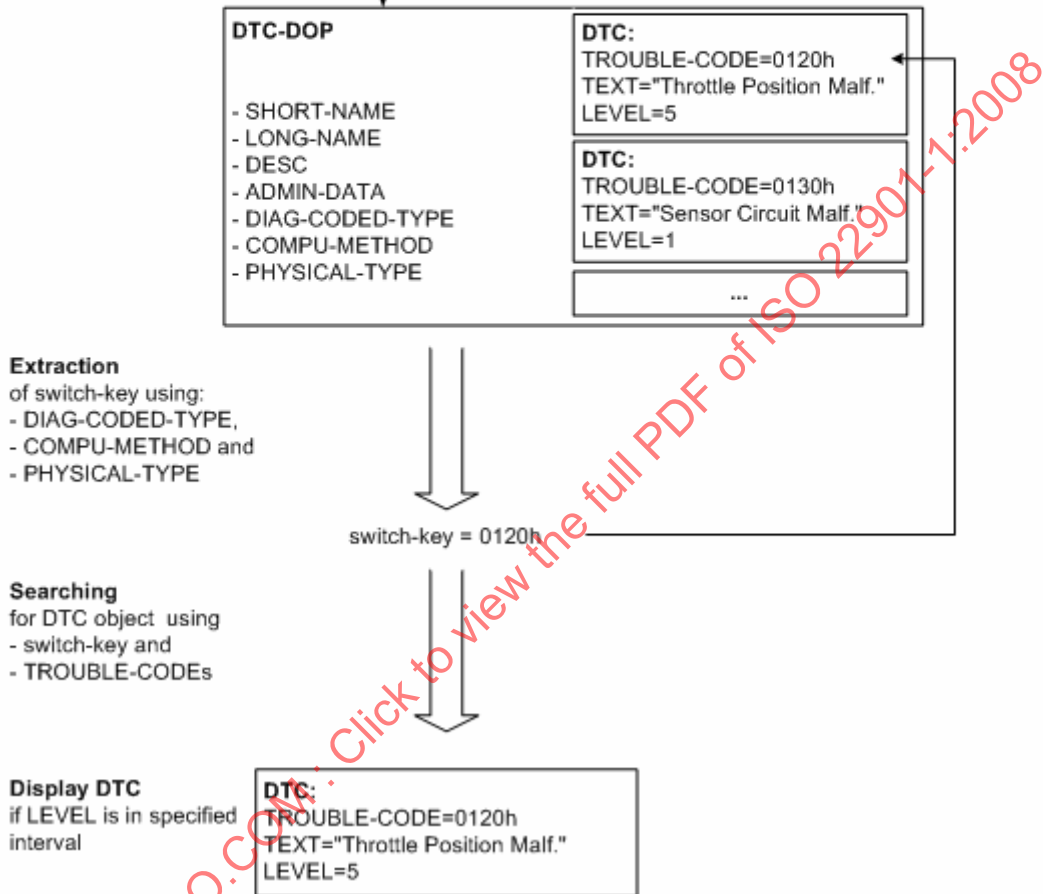 DTC-DOP
- SHORT-NAME
- LONG-NAME
- DESC
- ADMIN-DATA
- DIAG-CODED-TYPE
- COMPU-METHOD
- PHYSICAL-TYPE
DTC:
TROUBLE-CODE=0120h
TEXT="Throttle Position Malf."
LEVEL=5
DTC:
TROUBLE-CODE=0130h
TEXT="Sensor Circuit Malf."
LEVEL=1
...
Extraction
of switch-key using:
- DIAG-CODED-TYPE,
- COMPU-METHOD and
- PHYSICAL-TYPE
switch-key = 0120h
Searching
for DTC object using
- switch-key and
- TROUBLE-CODEs
Display DTC
if LEVEL is in specified
interval
DTC:
TROUBLE-CODE=0120h
TEXT="Throttle Position Malf."
LEVEL=5
O.COM : Click to view the full PDF of ISO 22901-1:2008